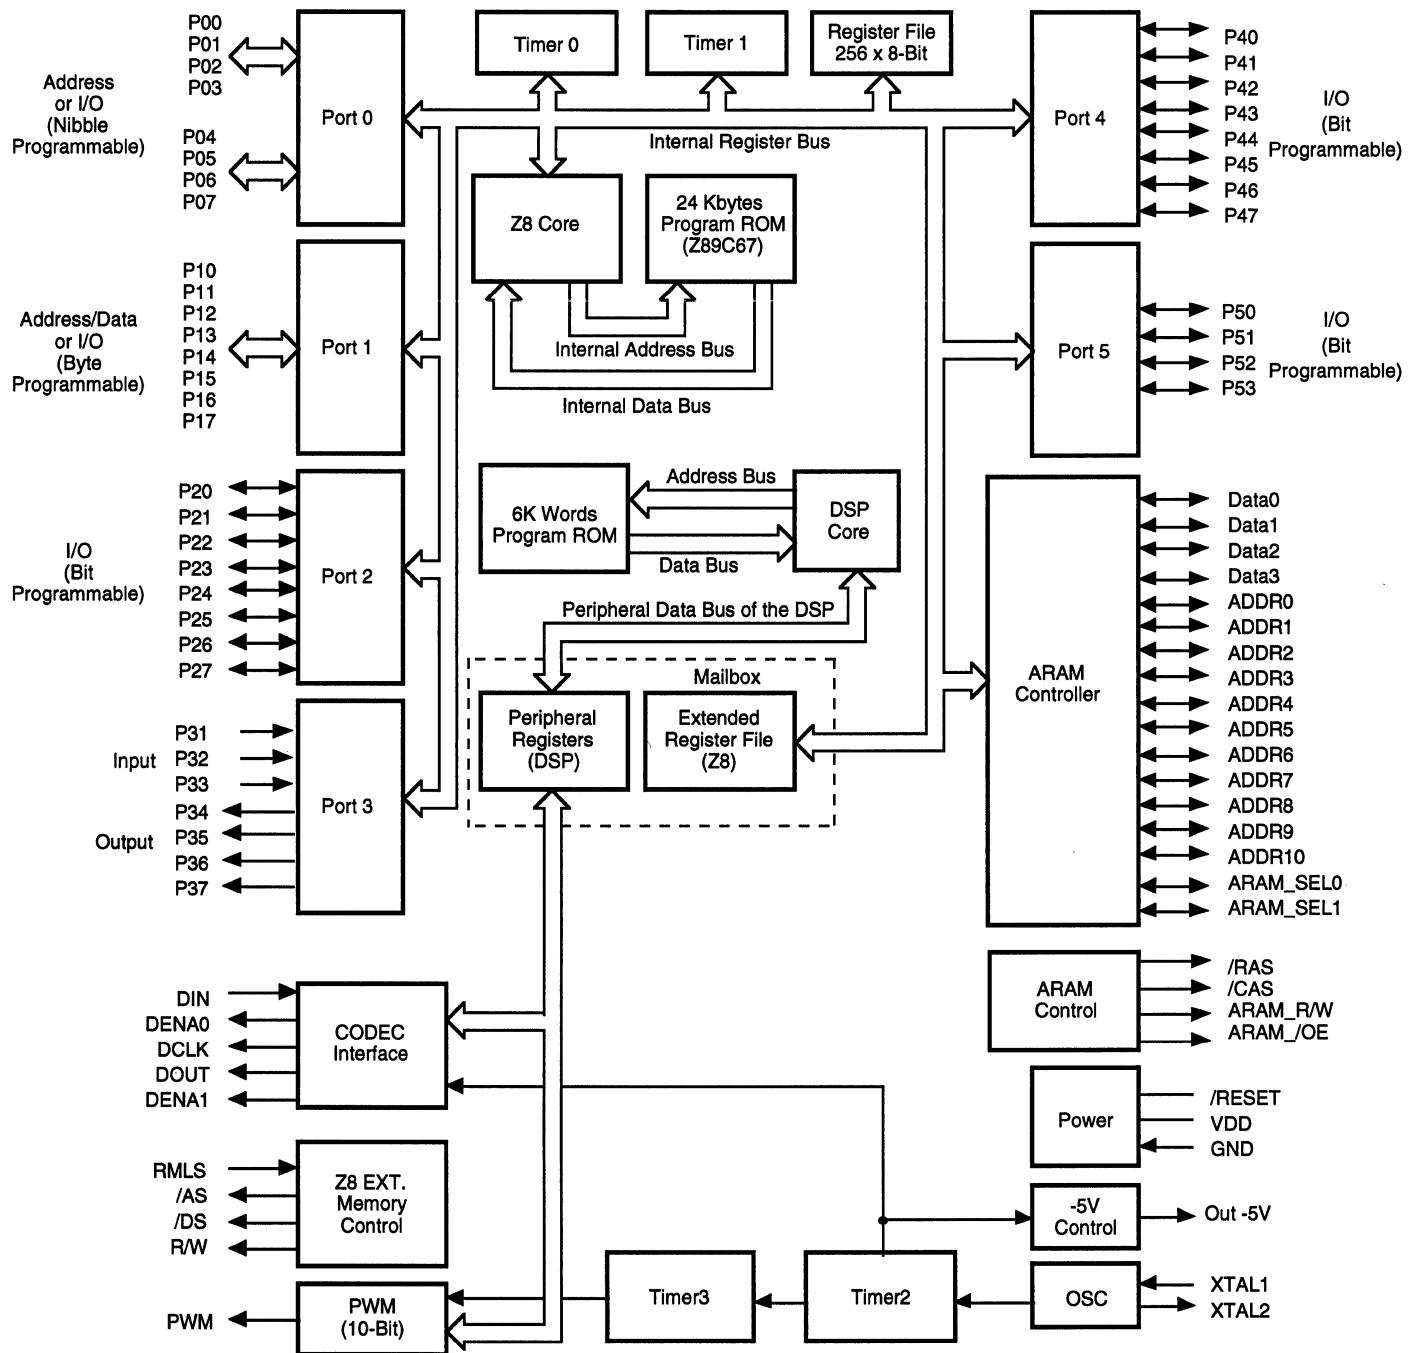 P00
P01
P02
P03
Address
or I/O
(Nibble
Programmable)
P04
P05
P06
P07
Port 0
Timer 0
Timer 1
Register File
256 x 8-Bit
Internal Register Bus
Port 4
P40
P41
P42
P43
P44
P45
P46
P47
I/O
(Bit
Programmable)
Z8 Core
24 Kbytes
Program ROM
(Z89C67)
Internal Address Bus
Internal Data Bus
P10
P11
P12
P13
P14
P15
P16
P17
Address/Data
or I/O
(Byte
Programmable)
Port 1
Port 5
P50
P51
P52
P53
I/O
(Bit
Programmable)
P20
P21
P22
P23
P24
P25
P26
P27
I/O
(Bit
Programmable)
Port 2
6K Words
Program ROM
Address Bus
Data Bus
DSP
Core
Peripheral Data Bus of the DSP
Mailbox
Peripheral
Registers
(DSP)
Extended
Register File
(Z8)
ARAM
Controller
Data0
Data1
Data2
Data3
ADDR0
ADDR1
ADDR2
ADDR3
ADDR4
ADDR5
ADDR6
ADDR7
ADDR8
ADDR9
ADDR10
ARAM_SEL0
ARAM_SEL1
Input
P31
P32
P33
Output
P34
P35
P36
P37
Port 3
ARAM
Control
/RAS
/CAS
ARAM_R/W
ARAM_/OE
DIN
DENA0
DCLK
DOUT
DENA1
CODEC
Interface
Power
/RESET
VDD
GND
RMLS
/AS
/DS
R/W
Z8 EXT.
Memory
Control
-5V
Control
Out -5V
PWM
PWM
(10-Bit)
Timer3
Timer2
OSC
XTAL1
XTAL2